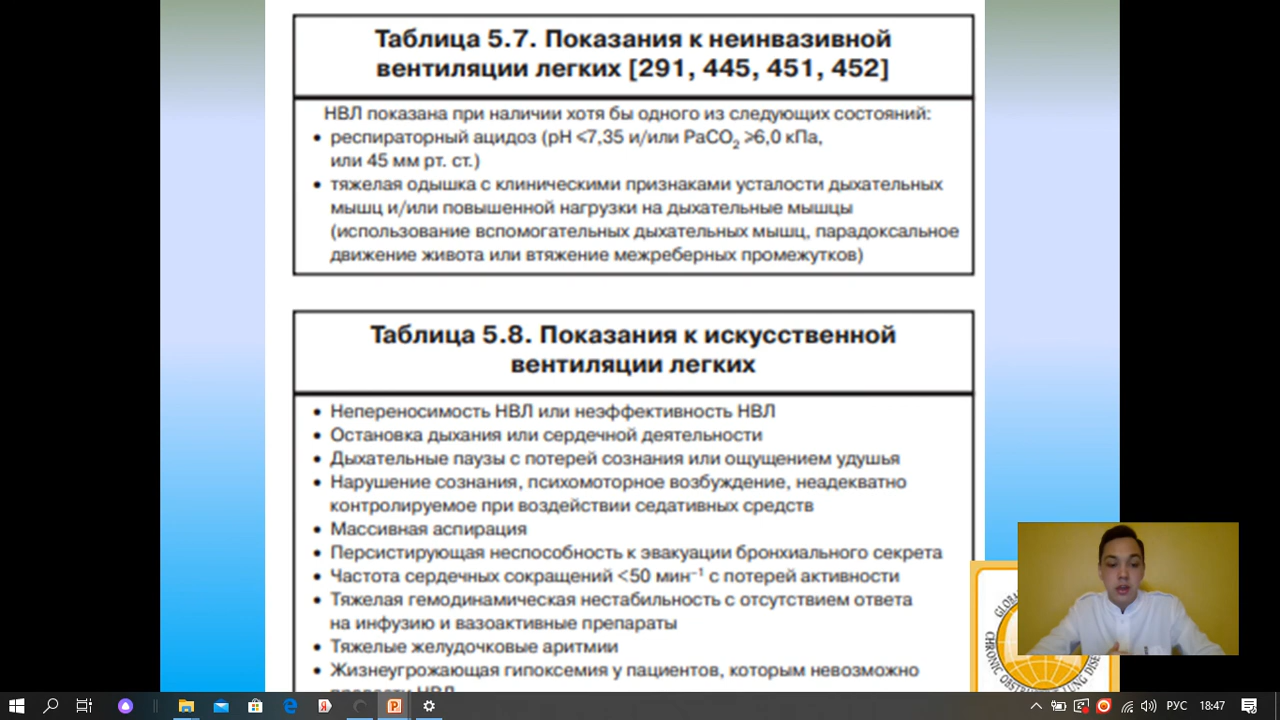 Таблица 5.7. Показания к неинвазивной
вентиляции легких [291, 445, 451, 452]
НВЛ показана при наличии хотя бы одного из следующих состояний:
• респираторный ацидоз (pH ≤7,35 и/или PaCO₂ ≥6,0 кПа,
или 45 мм рт. ст.)
• тяжелая одышка с клиническими признаками усталости дыхательных
мышц и/или повышенной нагрузки на дыхательные мышцы
(использование вспомогательных дыхательных мышц, парадоксальное
движение живота или втяжение межреберных промежутков)
Таблица 5.8. Показания к искусственной
вентиляции легких
• Непереносимость НВЛ или неэффективность НВЛ
• Остановка дыхания или сердечной деятельности
• Дыхательные паузы с потерей сознания или ощущением удушья
• Нарушение сознания, психомоторное возбуждение, неадекватно
контролируемое при воздействии седативных средств
• Массивная аспирация
• Персистирующая неспособность к эвакуации бронхиального секрета
• Частота сердечных сокращений <50 мин⁻¹ с потерей активности
• Тяжелая гемодинамическая нестабильность с отсутствием ответа
на инфузию и вазоактивные препараты
• Тяжелые желудочковые аритмии
• Жизнеугрожающая гипоксемия у пациентов, которым невозможно
НВЛ
CHRONIC
LUNG
РУС
18:47